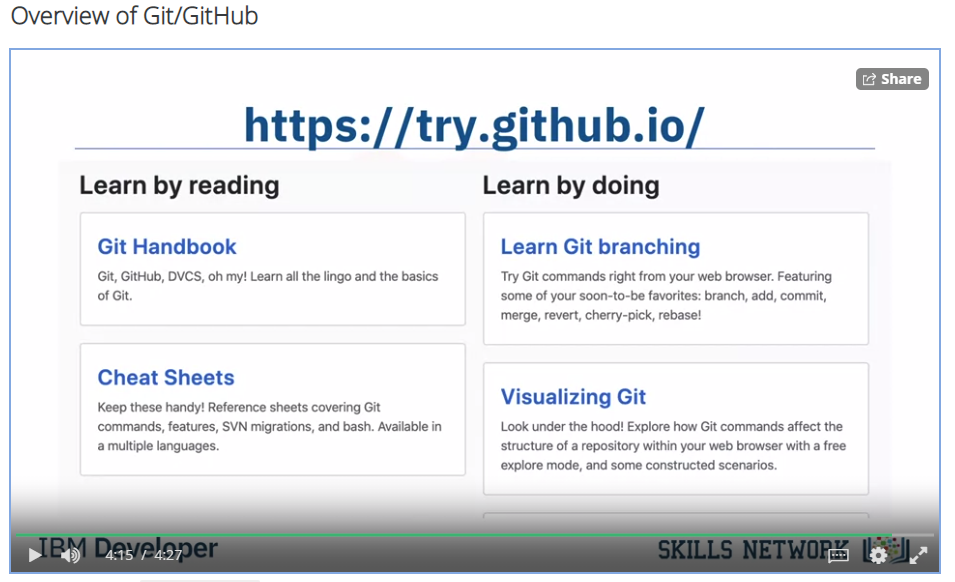 Overview of Git/GitHub
Share
https://try.github.io/
Learn by reading
Git Handbook
Git, GitHub, DVCS, oh my! Learn all the lingo and the basics
of Git.
Cheat Sheets
Keep these handy! Reference sheets covering Git
commands, features, SVN migrations, and bash. Available in
a multiple languages.
Learn by doing
Learn Git branching
Try Git commands right from your web browser. Featuring
some of your soon-to-be favorites: branch, add, commit,
merge, revert, cherry-pick, rebase!
Visualizing Git
Look under the hood! Explore how Git commands affect the
structure of a repository within your web browser with a free
explore mode, and some constructed scenarios.
IBM Developer
4:15 / 4:27
SKILLS NETWORK